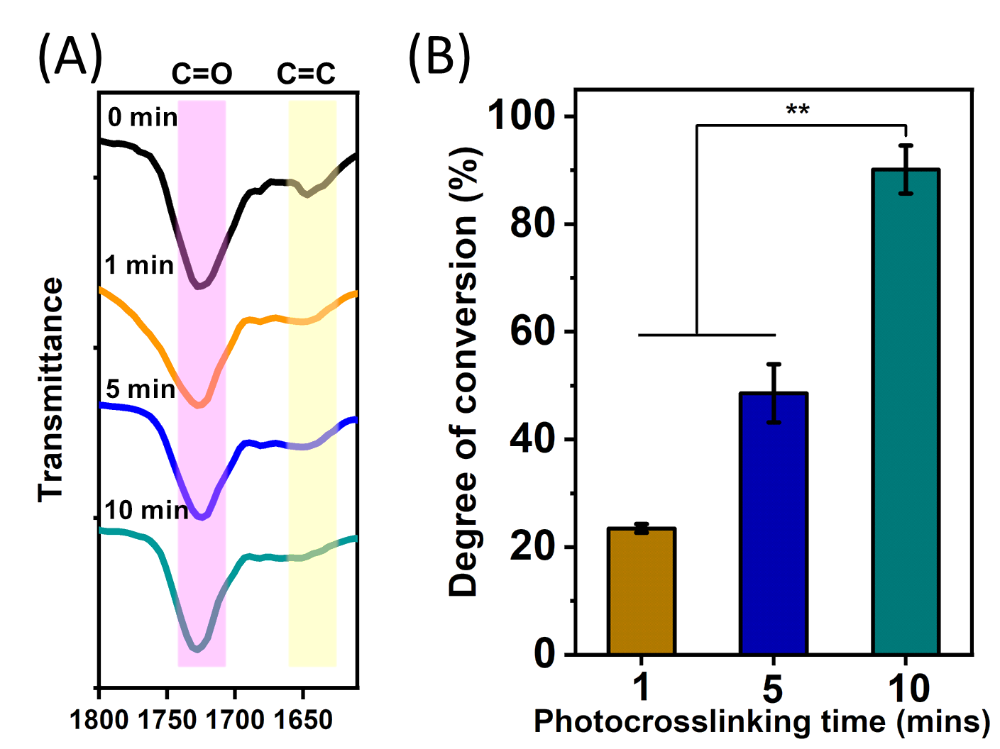 (A)
C=O C=C
0 min
1 min
5 min
10 min
Transmittance
1800 1750 1700 1650
(B)
**
100
80
60
40
20
0
Degree of conversion (%)
1 5 10
Photocrosslinking time (mins)